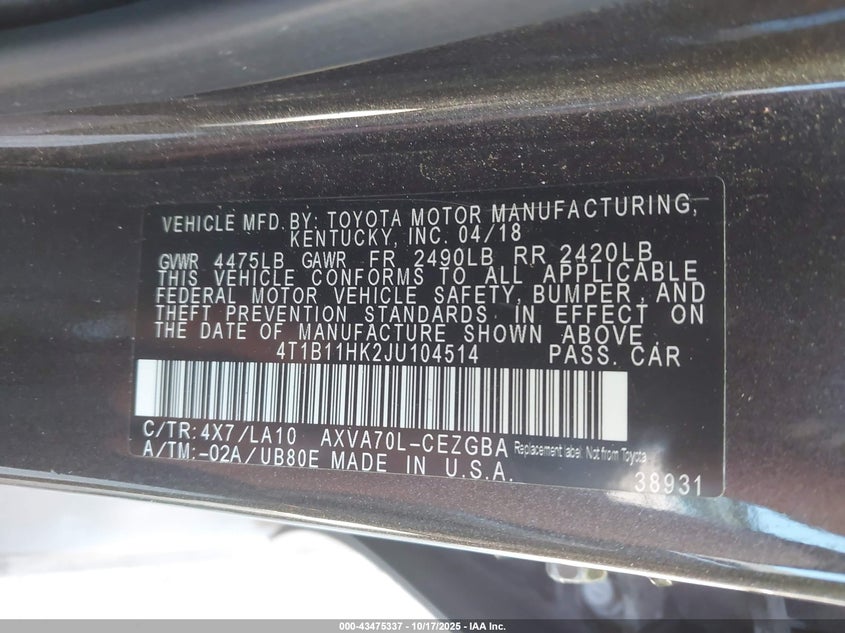 VEHICLE MFD BY: TOYOTA MOTOR MANUFACTURING,
KENTUCKY, INC. 04/18
GVWR 4475LB GAWR FR 2490LB RR 2420LB
THIS VEHICLE CONFORMS TO ALL APPLICABLE
FEDERAL MOTOR VEHICLE SAFETY, BUMPER, AND
THEFT PREVENTION STANDARDS IN EFFECT ON
THE DATE OF MANUFACTURE SHOWN ABOVE.
4T1B11HK2JU104514 PASS. CAR
C/TR: 4X7/LA10 AXVA70L-CEZGBA Replacement label Not from Toyota
A/TM: -02A/UB80E MADE IN U.S.A.
38931
000-43475337 - 10/17/2025 - IAA Inc.